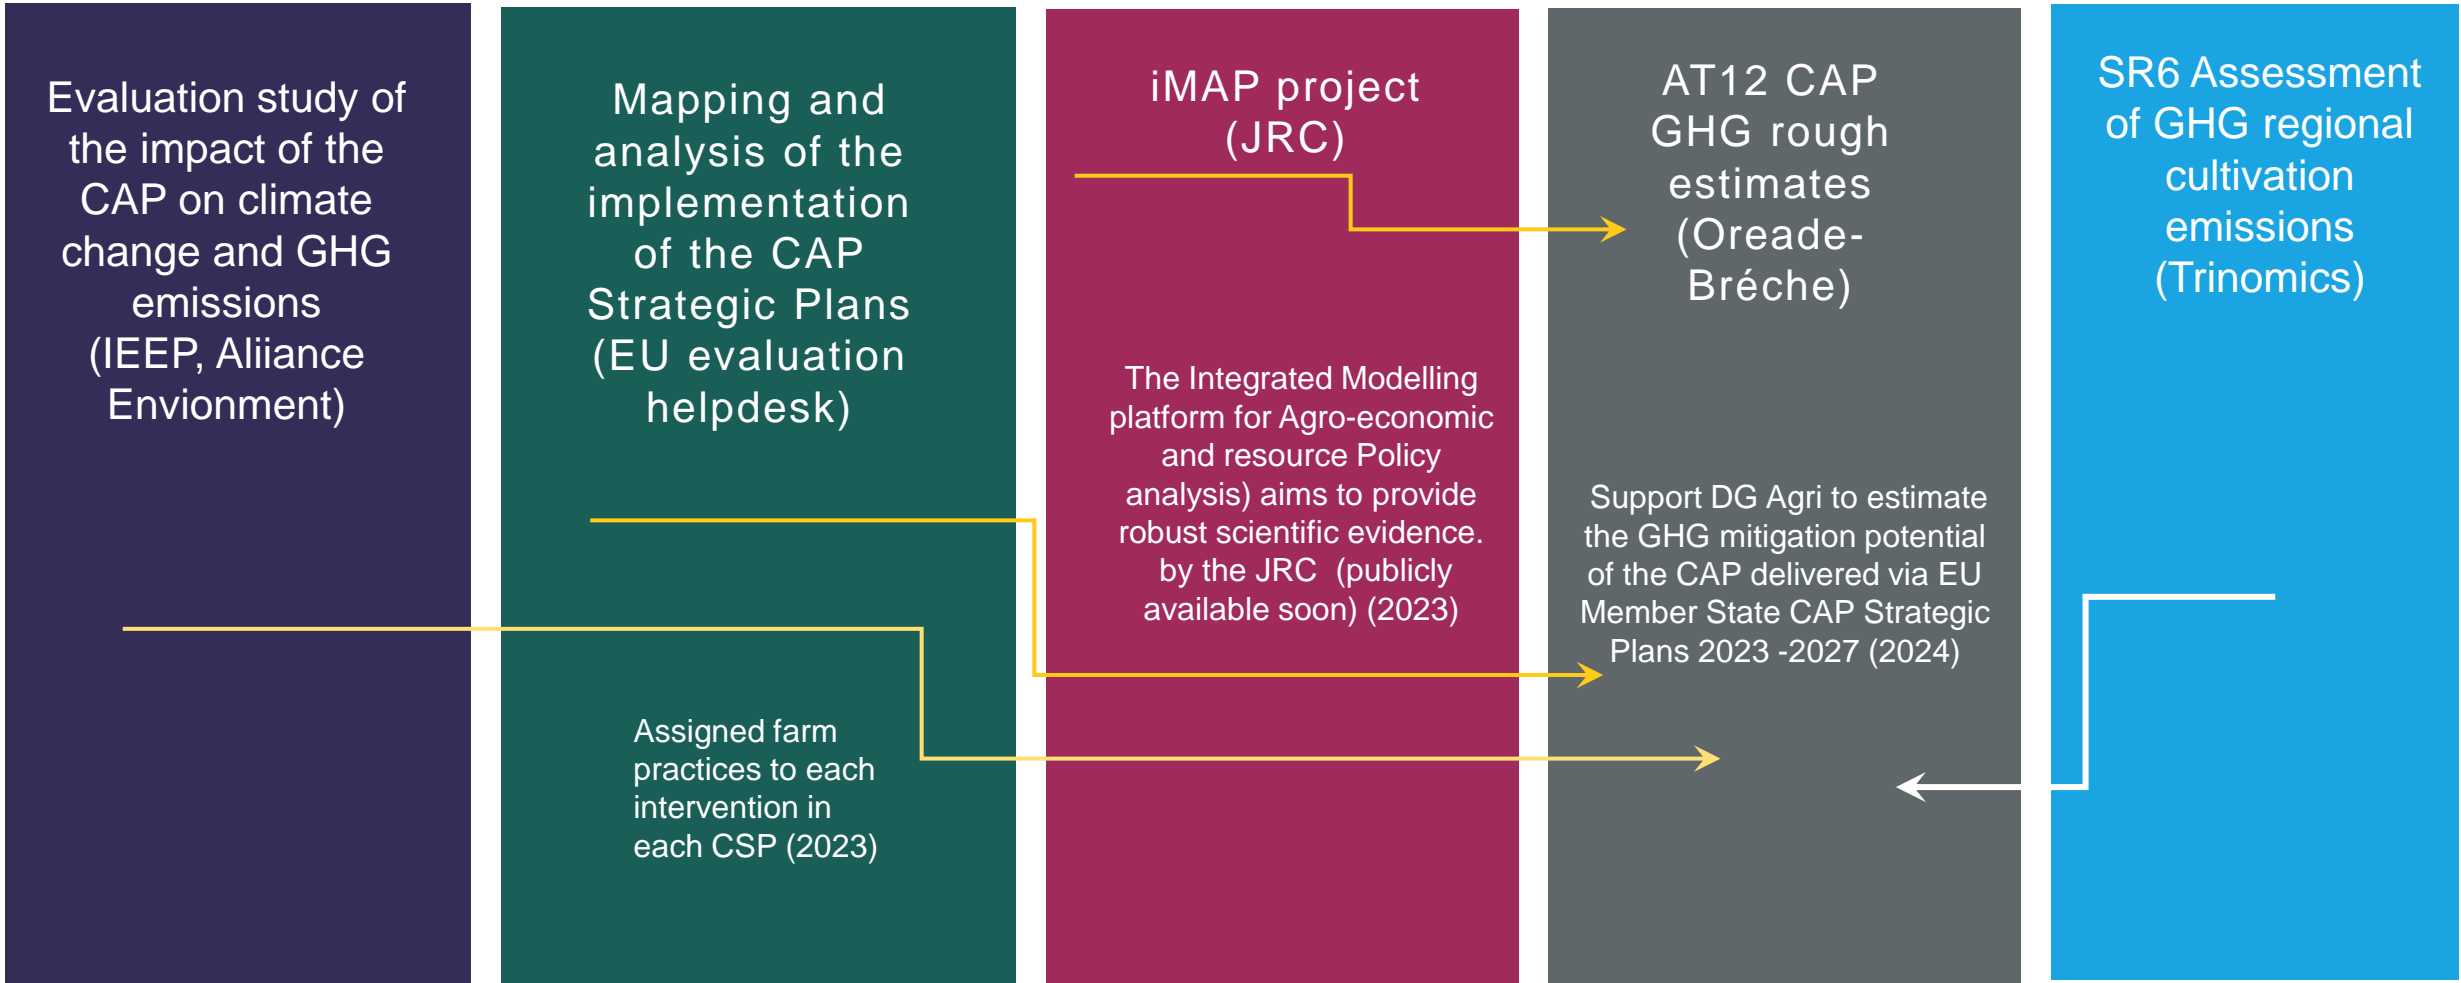 Evaluation study of
the impact of the
CAP on climate
change and GHG
emissions
(IEEP, Aliiance
Envionment)
Mapping and
analysis of the
implementation
of the CAP
Strategic Plans
(EU evaluation
helpdesk)
Assigned farm
practices to each
intervention in
each CSP (2023)
iMAP project
(JRC)
The Integrated Modelling
platform for Agro-economic
and resource Policy
analysis) aims to provide
robust scientific evidence.
by the JRC  (publicly
available soon) (2023)
AT12 CAP
GHG rough
estimates
(Oreade-
Bréche)
Support DG Agri to estimate
the GHG mitigation potential
of the CAP delivered via EU
Member State CAP Strategic
Plans 2023 -2027 (2024)
SR6 Assessment
of GHG regional
cultivation
emissions
(Trinomics)